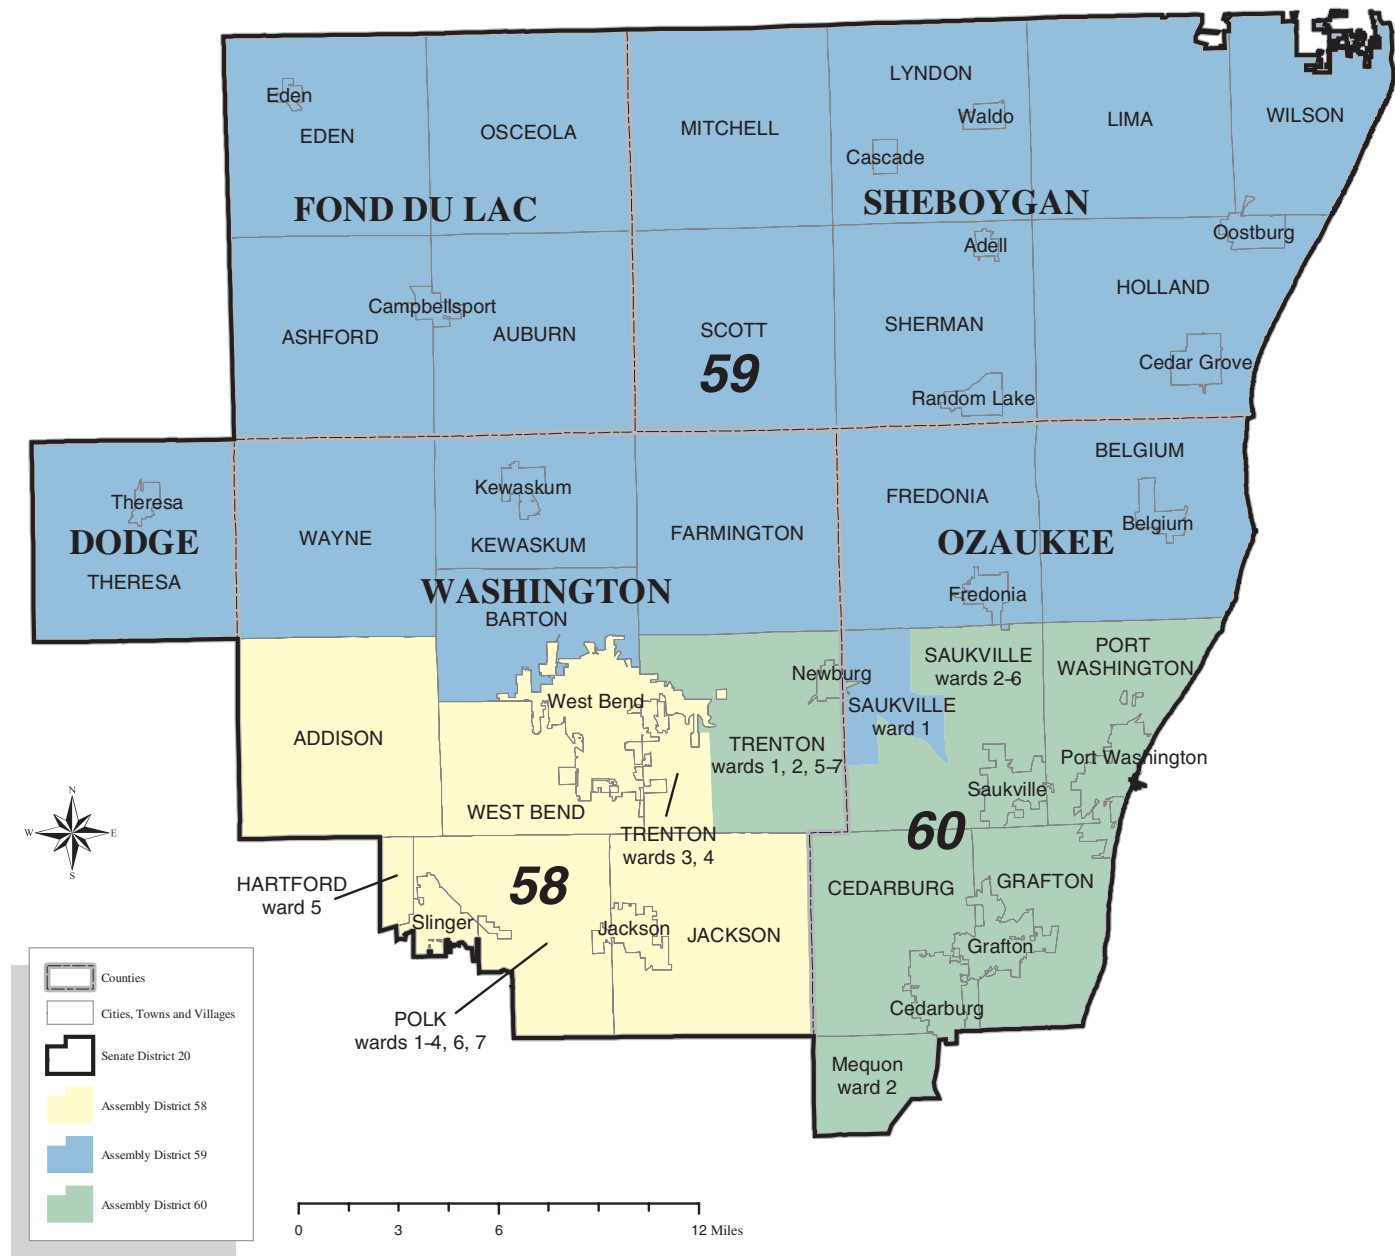 LYNDON
Eden
EDEN
OSCEOLA
MITCHELL
Waldo
LIMA
WILSON
Cascade
FOND DU LAC
SHEBOYGAN
Adell
Oostburg
Campbellsport
HOLLAND
ASHFORD
AUBURN
SCOTT
SHERMAN
59
Cedar Grove
Random Lake
BELGIUM
Theresa
Kewaskum
FREDONIA
Belgium
DODGE
WAYNE
KEWASKUM
FARMINGTON
OZAUKEE
THERESA
WASHINGTON
Fredonia
BARTON
SAUKVILLE
wards 2-6
PORT
WASHINGTON
Newburg
West Bend
SAUKVILLE
ward 1
ADDISON
TRENTON
wards 1, 2, 5-7
Port Washington
Saukville
WEST BEND
TRENTON
wards 3, 4
60
HARTFORD
ward 5
58
CEDARBURG
GRAFTON
Slinger
Jackson
JACKSON
Grafton
POLK
wards 1-4, 6, 7
Cedarburg
Mequon
ward 2
N
W
E
S
Counties
Cities, Towns and Villages
Senate District 20
Assembly District 58
Assembly District 59
Assembly District 60
0 3 6 12 Miles